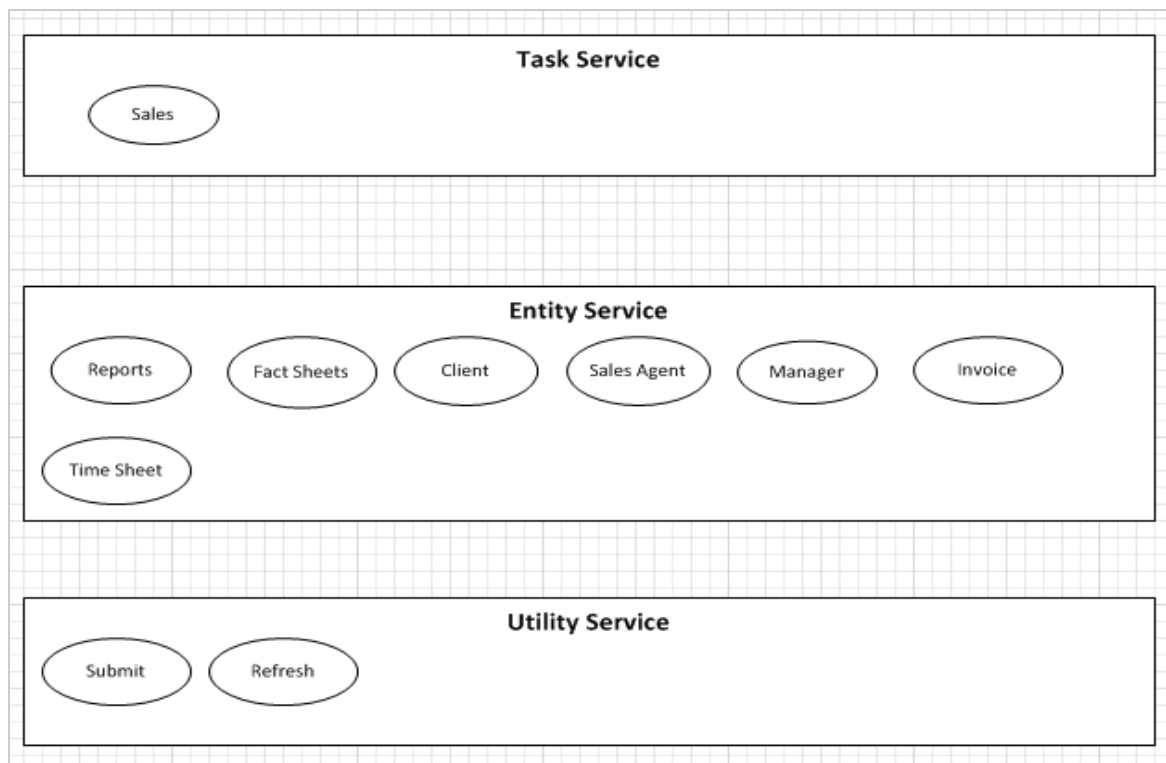 Task Service
Sales
Entity Service
Reports
Fact Sheets
Client
Sales Agent
Manager
Invoice
Time Sheet
Utility Service
Submit
Refresh